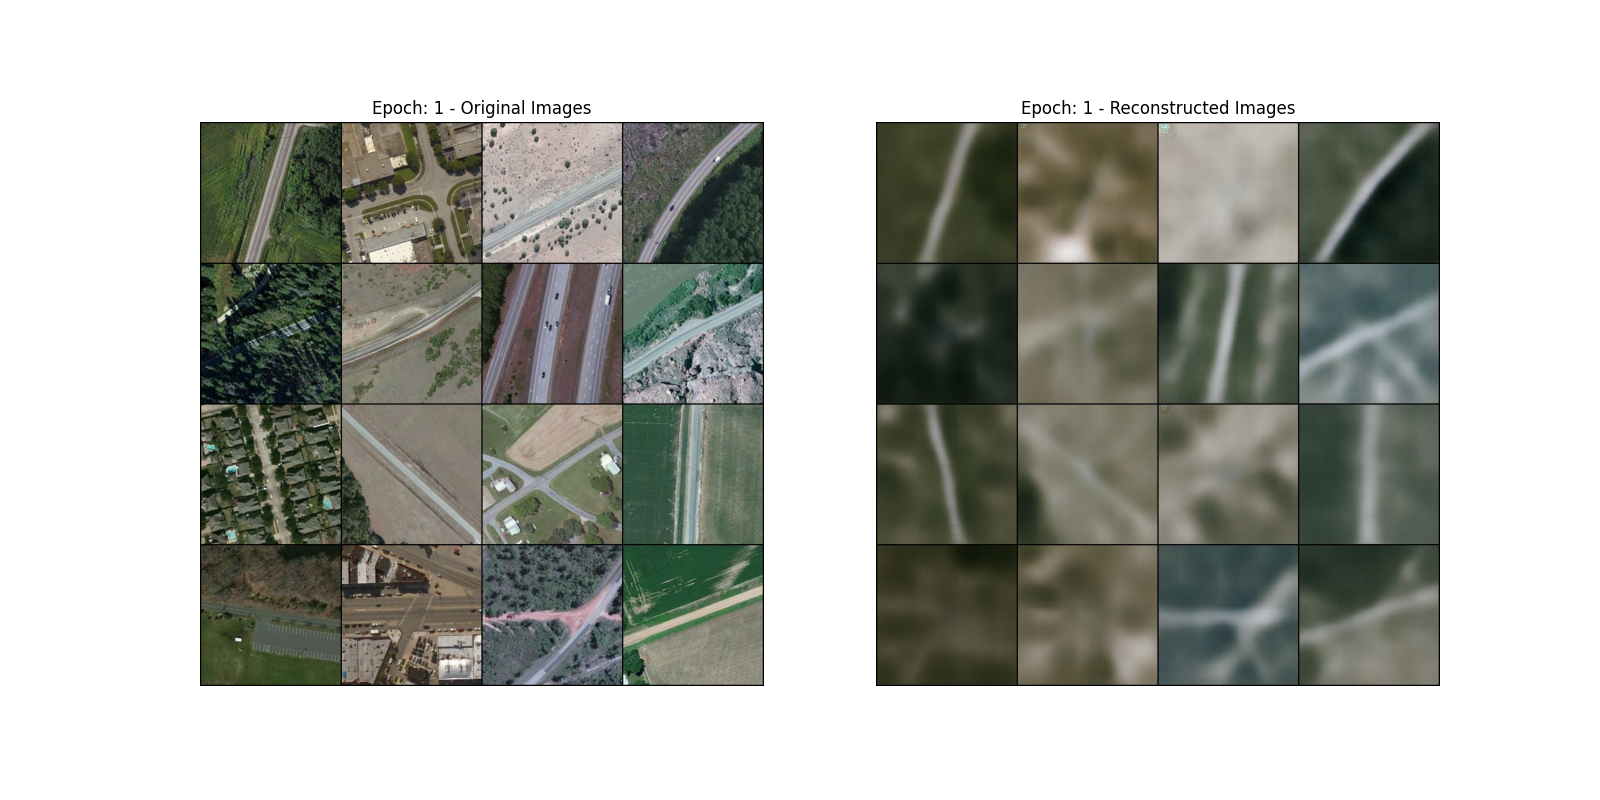 Epoch: 1 - Original Images
Epoch: 1 - Reconstructed Images